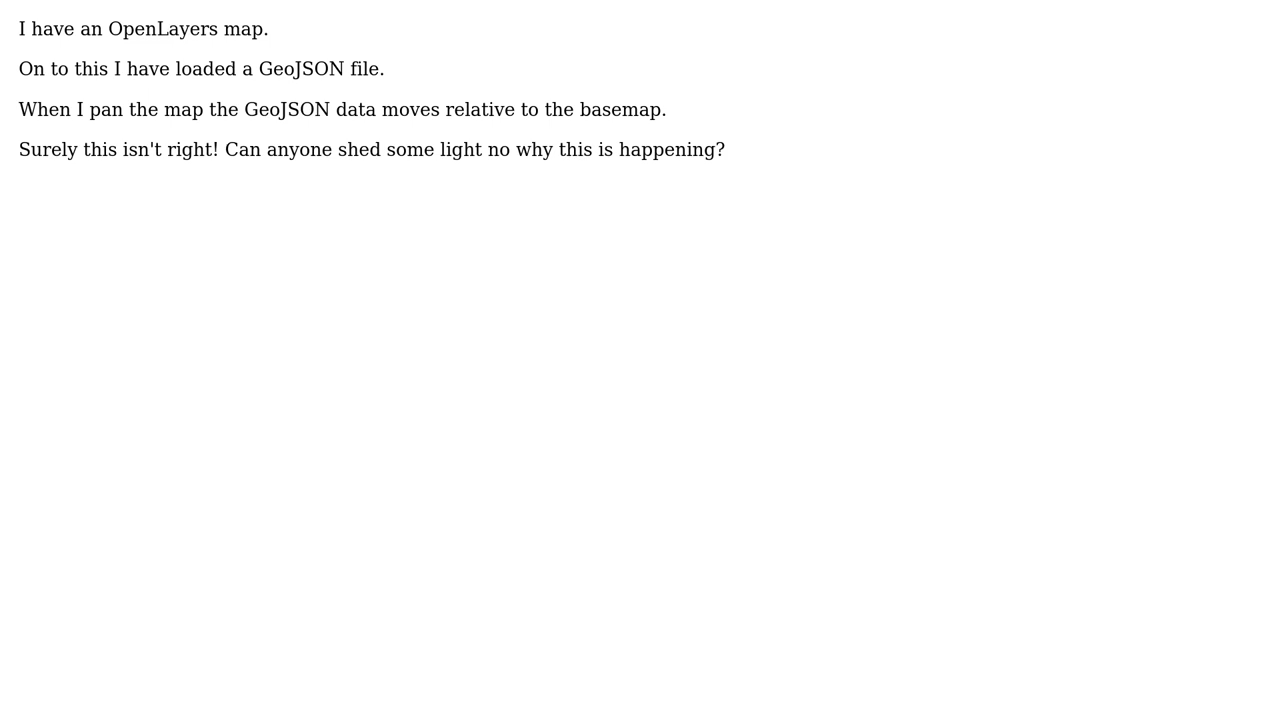 I have an OpenLayers map.
On to this I have loaded a GeoJSON file.
When I pan the map the GeoJSON data moves relative to the basemap.
Surely this isn't right! Can anyone shed some light no why this is happening?